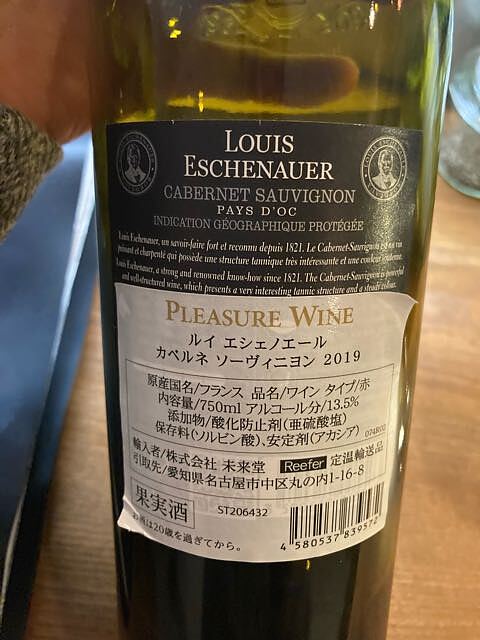 LOUIS
ESCHENAUER
CABERNET SAUVIGNON
PAYS D'OC
INDICATION GÉOGRAPHIQUE PROTÉGÉE
Louis Eschenauer, un savoir-faire fort et reconnu depuis 1821. Le Cabernet-Sauvignon est un vin
puissant et charpenté qui possède une structure tannique très intéressante et une couleur
Louis Eschenauer, a strong and renowned know-how since 1821. The Cabernet-Sauvignon is powerful
and well-structured wine, which presents a very interesting tannic structure and a steady colour.
PLEASURE WINE
ルイ エシェノエール
カベルネ ソーヴィニヨン 2019
原産国名/フランス 品名/ワイン タイプ/赤
内容量/750ml アルコール分/13.5%
添加物/酸化防止剤(亜硫酸塩)
保存料(ソルビン酸)、安定剤(アカシア) 074R02
輸入者/株式会社 未来堂 Reefer 定温輸送品
引取先/愛知県名古屋市中区丸の内1-16-8
果実酒 ST206432
お酒は20歳を過ぎてから。
4 580537 839572